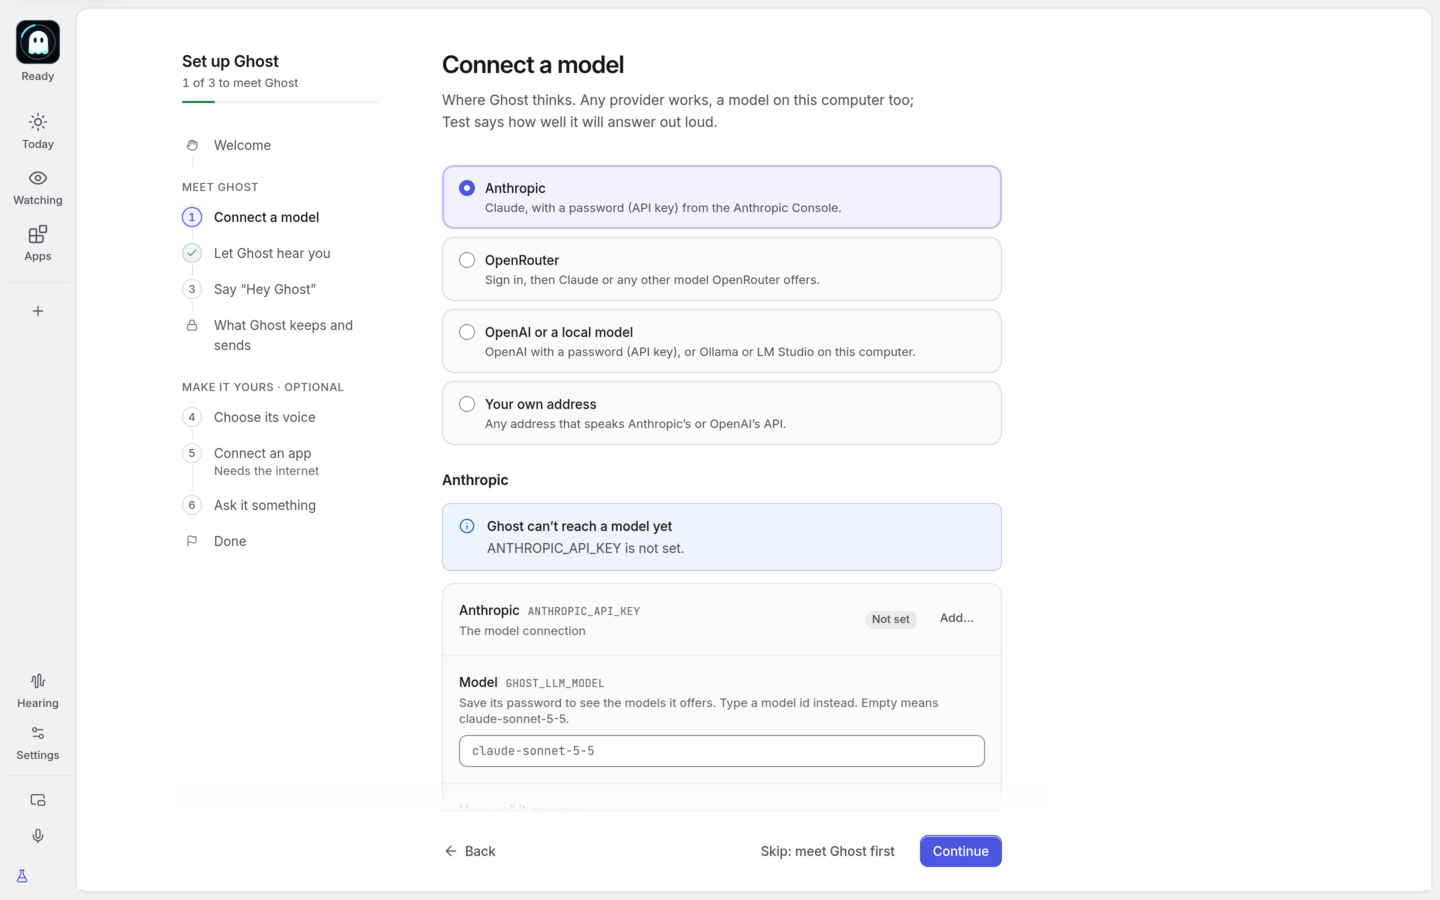 Ready
Today
Watching
Apps
Hearing
Settings
Set up Ghost
1 of 3 to meet Ghost
Welcome
MEET GHOST
1 Connect a model
Let Ghost hear you
3 Say “Hey Ghost”
What Ghost keeps and
sends
MAKE IT YOURS · OPTIONAL
4 Choose its voice
5 Connect an app
Needs the internet
6 Ask it something
Done
Connect a model
Where Ghost thinks. Any provider works, a model on this computer too;
Test says how well it will answer out loud.
Anthropic
Claude, with a password (API key) from the Anthropic Console.
OpenRouter
Sign in, then Claude or any other model OpenRouter offers.
OpenAI or a local model
OpenAI with a password (API key), or Ollama or LM Studio on this computer.
Your own address
Any address that speaks Anthropic’s or OpenAI’s API.
Anthropic
Ghost can’t reach a model yet
ANTHROPIC_API_KEY is not set.
Anthropic ANTHROPIC_API_KEY
The model connection
Not set
Add...
Model GHOST_LLM_MODEL
Save its password to see the models it offers. Type a model id instead. Empty means
claude-sonnet-5-5.
claude-sonnet-5-5
Back
Skip: meet Ghost first
Continue